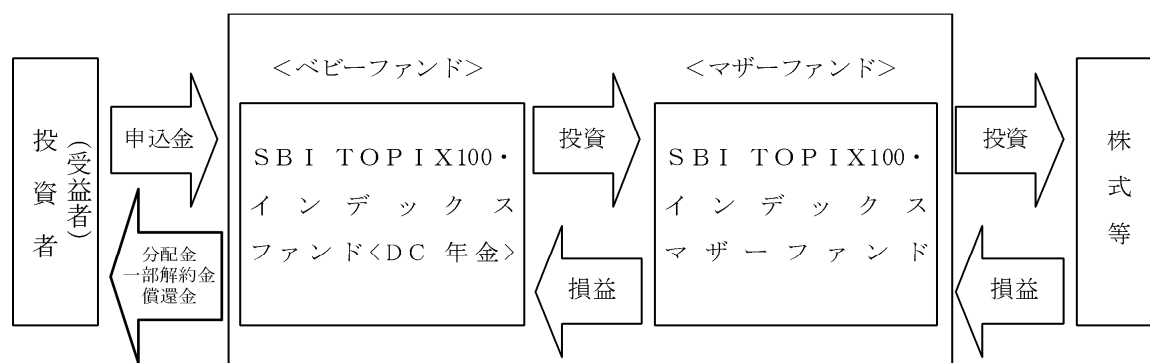 投資者
(受益者)
申込金
分配金
一部解約金
償還金
＜ベビーファンド＞
ＳＢＩ ＴＯＰＩＸ100・
インデックス
ファンド<ＤＣ 年金>
投資
損益
＜マザーファンド＞
ＳＢＩ ＴＯＰＩＸ100・
インデックス
マザーファンド
投資
損益
株式等